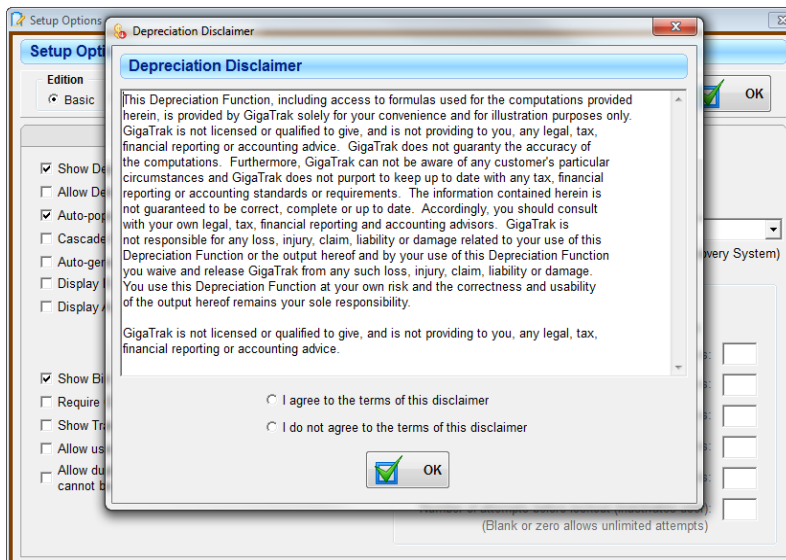 Setup Options
Depreciation Disclaimer
Setup Opti
Depreciation Disclaimer
Edition
Basic
OK
This Depreciation Function, including access to formulas used for the computations provided
herein, is provided by GigaTrak solely for your convenience and for illustration purposes only.
GigaTrak is not licensed or qualified to give, and is not providing to you, any legal, tax,
financial reporting or accounting advice.  GigaTrak does not guaranty the accuracy of
the computations.  Furthermore, GigaTrak can not be aware of any customer's particular
circumstances and GigaTrak does not purport to keep up to date with any tax, financial
reporting or accounting standards or requirements.  The information contained herein is
not guaranteed to be correct, complete or up to date.  Accordingly, you should consult
with your own legal, tax, financial reporting and accounting advisors.  GigaTrak is
not responsible for any loss, injury, claim, liability or damage related to your use of this
Depreciation Function or the output hereof and by your use of this Depreciation Function
you waive and release GigaTrak from any such loss, injury, claim, liability or damage.
You use this Depreciation Function at your own risk and the correctness and usability
of the output hereof remains your sole responsibility.
GigaTrak is not licensed or qualified to give, and is not providing to you, any legal, tax,
financial reporting or accounting advice.
I agree to the terms of this disclaimer
I do not agree to the terms of this disclaimer
OK
Show De
Allow De
Auto-pop
Cascade
Auto-gen
Display
Display
Show Bi
Require
Show Tra
Allow us
Allow du
cannot b
overy System)
(Blank or zero allows unlimited attempts)